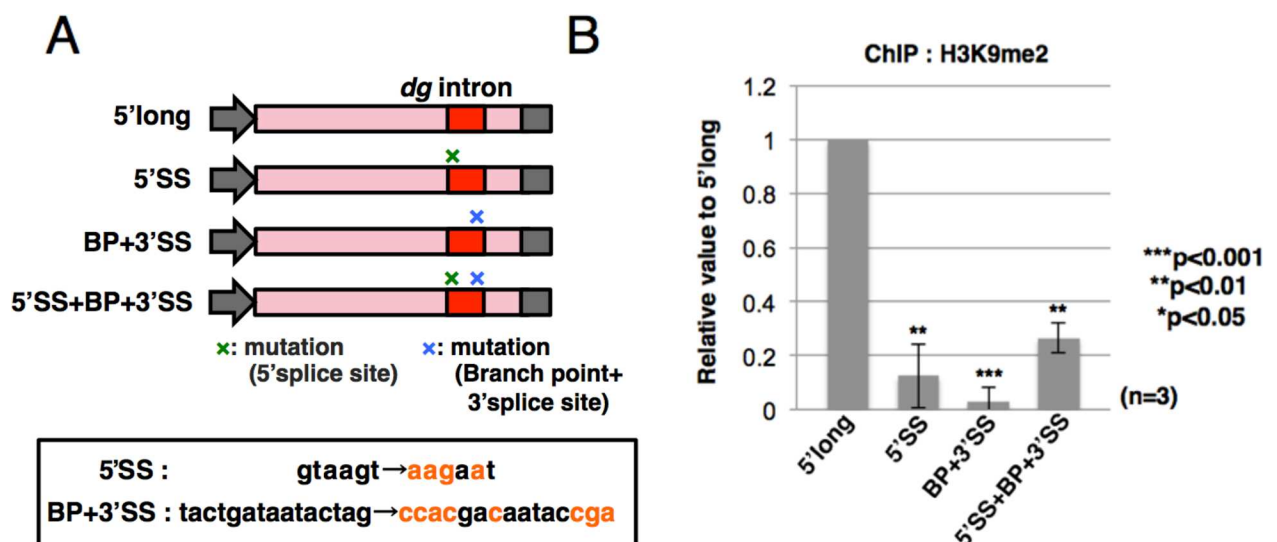 A
dg intron
5'long
5'SS
BP+3'SS
5'SS+BP+3'SS
×: mutation
(5'splice site)
×: mutation
(Branch point+
3'splice site)
5'SS : gtaagt→aagaat
BP+3'SS : tactgataatactag→ccacgacaataccga
B
ChIP : H3K9me2
Relative value to 5'long
1.2
1
0.8
0.6
0.4
0.2
0
**
***
**
5'long
5'SS
BP+3'SS
5'SS+BP+3'SS
***p<0.001
**p<0.01
*p<0.05
(n=3)